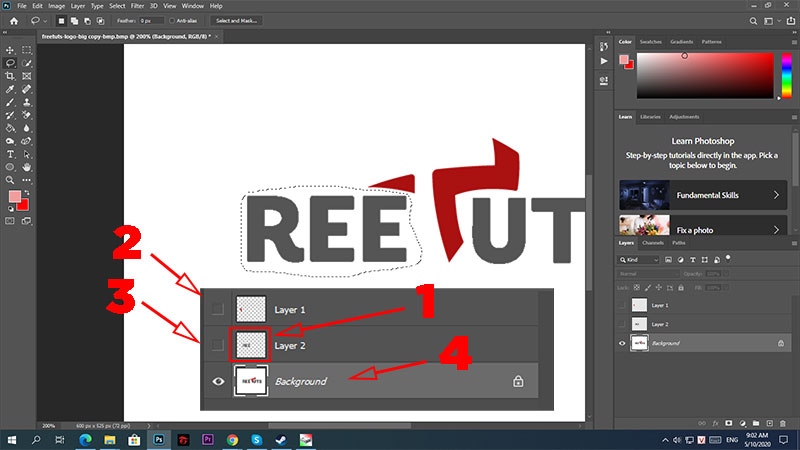 Ps File Edit Image Layer Type Select Filter 3D View Window Help
Feather: 0 px Anti-alias Select and Mask...
freetuts-logo-big copy-bmp.bmp @ 200% (Background, RGB/8) * ×
Color Swatches Gradients Patterns
Learn Libraries Adjustments
Learn Photoshop
Step-by-step tutorials directly in the app. Pick a
topic below to begin.
Fundamental Skills
Fix a photo
REE UT
2
3
1
4
Layer 1
Layer 2
Background
Layers Channels Paths
Kind
Normal Opacity: 100%
Lock: Fill: 100%
Layer 1
Layer 2
Background
200% 600 px x 525 px (72 ppi)
Ps Pr S V ENG 9:02 AM
5/10/2020